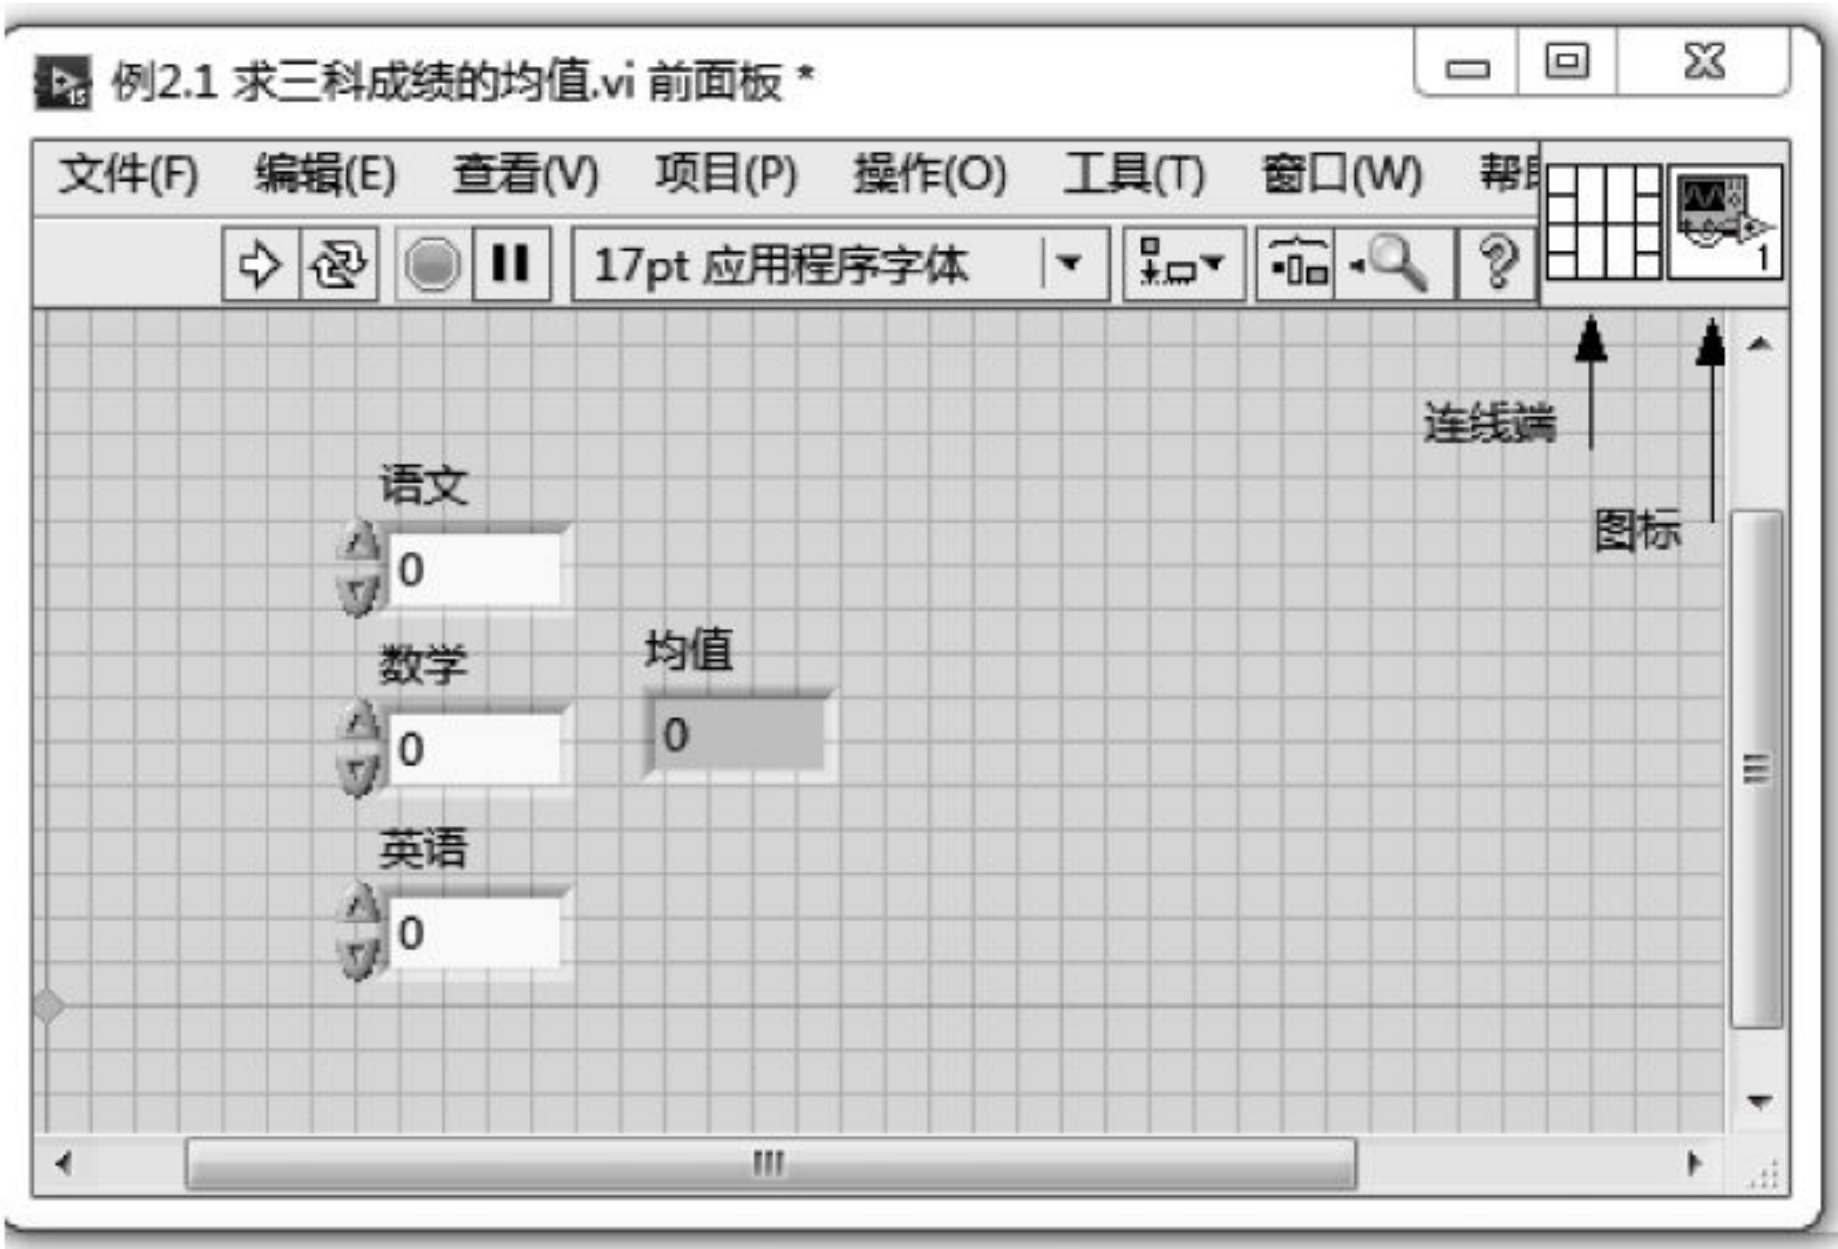 例2.1 求三科成绩的均值.vi 前面板 *
文件(F) 编辑(E) 查看(V) 项目(P) 操作(O) 工具(T) 窗口(W) 帮
17pt 应用程序字体
1
连线端
图标
语文
0
数学
0
均值
0
英语
0